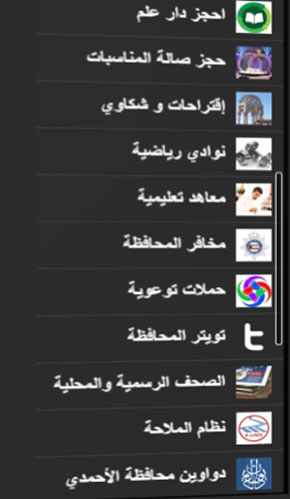 احجز دار علم
حجز صالة المناسبات
إقتراحات و شكاوي
نوادي رياضية
معاهد تعليمية
مخافر المحافظة
حملات توعوية
تويتر المحافظة
الصحف الرسمية والمحلية
نظام الملاحة
دواوين محافظة الأحمدي